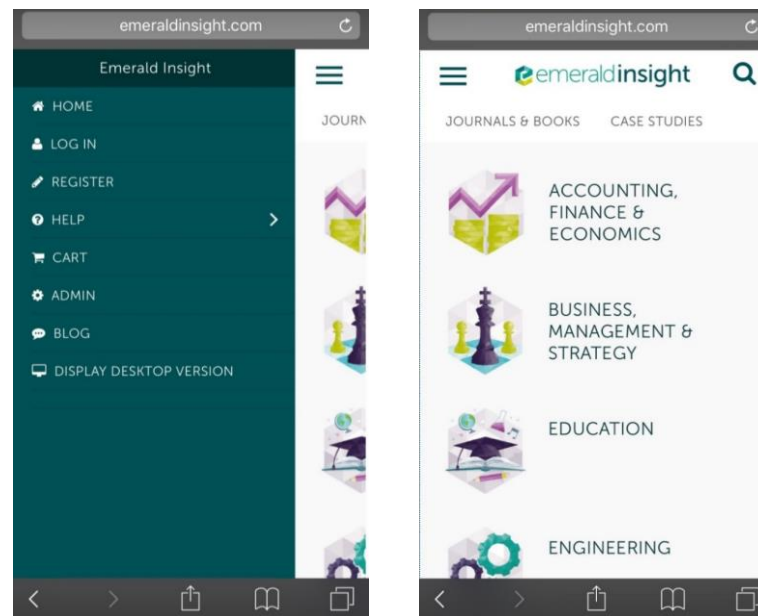 emeraldinsight.com
Emerald Insight
HOME
LOG IN
REGISTER
HELP
CART
ADMIN
BLOG
DISPLAY DESKTOP VERSION
JOURN
emeraldinsight.com
emeraldinsight
JOURNALS & BOOKS CASE STUDIES
ACCOUNTING,
FINANCE &
ECONOMICS
BUSINESS,
MANAGEMENT &
STRATEGY
EDUCATION
ENGINEERING